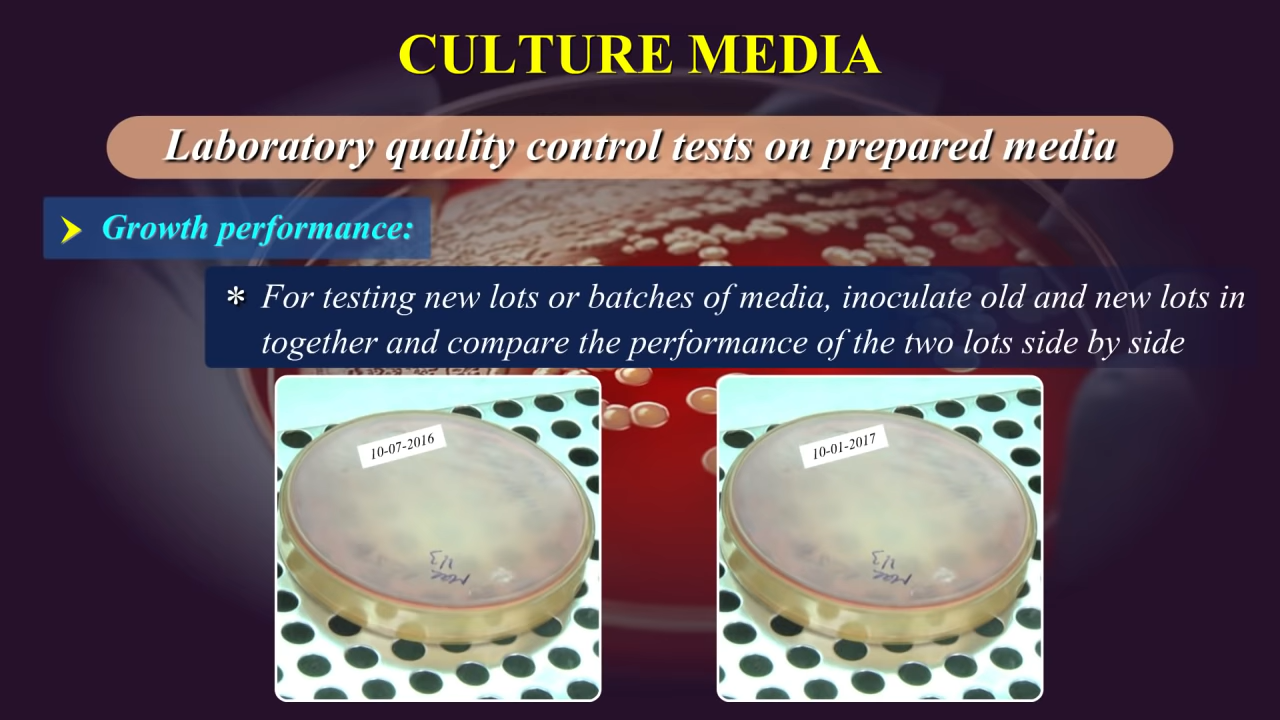 CULTURE MEDIA
Laboratory quality control tests on prepared media
Growth performance:
* For testing new lots or batches of media, inoculate old and new lots in
together and compare the performance of the two lots side by side
10-07-2016
10-01-2017